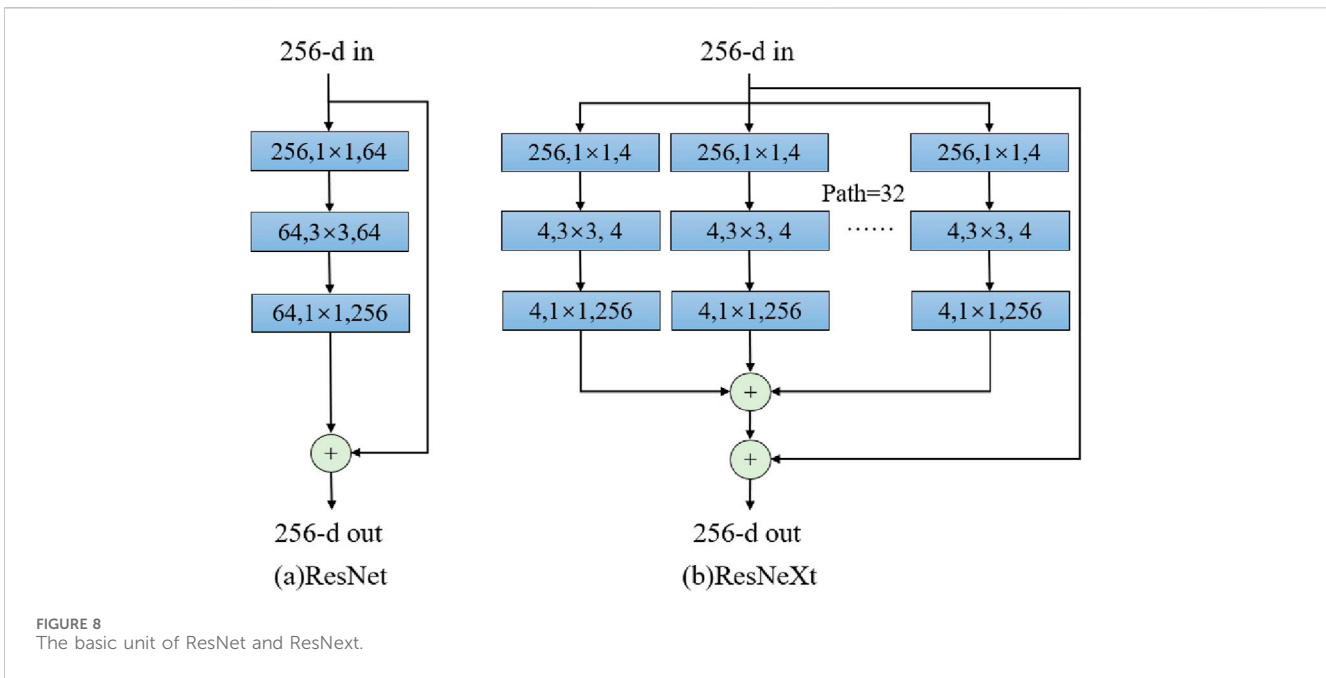 256-d in
256,1×1,64
64,3×3,64
64,1×1,256
+
256-d out
(a)ResNet
256-d in
256,1×1,4 256,1×1,4 256,1×1,4
Path=32
4,3×3, 4 4,3×3, 4 …… 4,3×3, 4
4,1×1,256 4,1×1,256 4,1×1,256
+
+
256-d out
(b)ResNeXt
FIGURE 8
The basic unit of ResNet and ResNext.